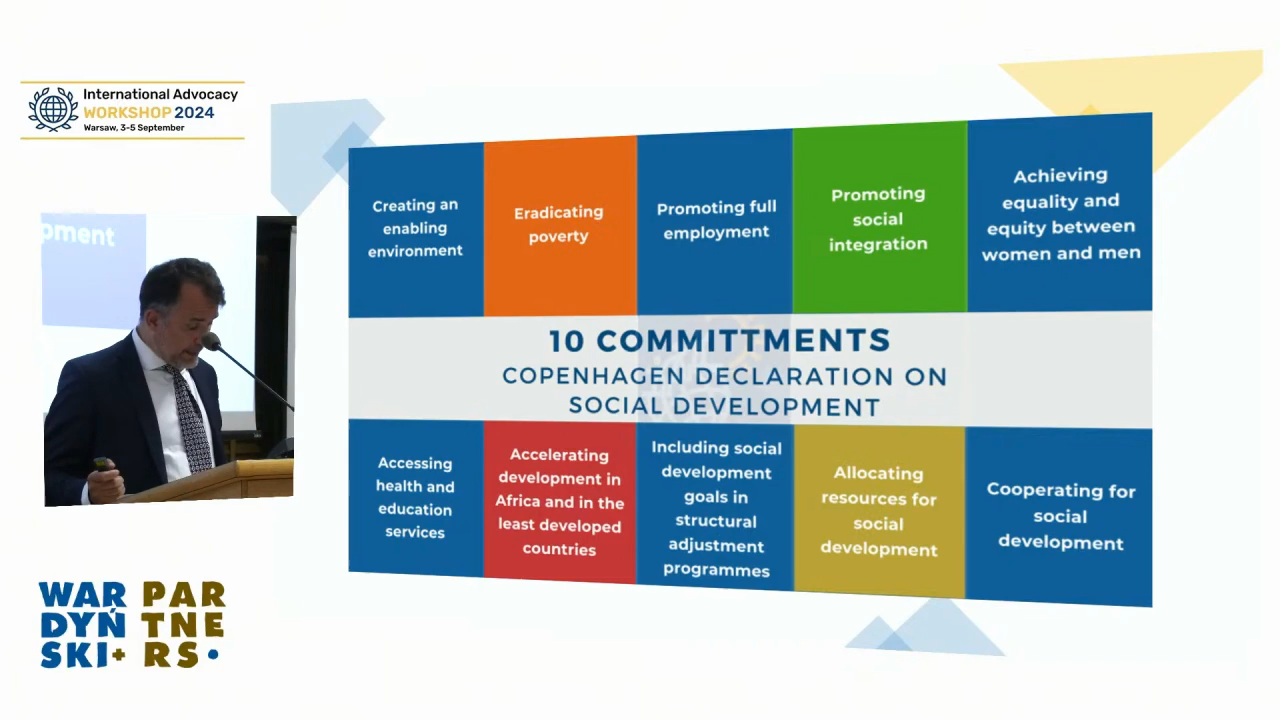 International Advocacy
WORKSHOP 2024
Warsaw, 3-5 September
pment
Creating an
enabling
environment
Eradicating
poverty
Promoting full
employment
Promoting
social
integration
Achieving
equality and
equity between
women and men
10 COMMITTMENTS
COPENHAGEN DECLARATION ON
SOCIAL DEVELOPMENT
Accessing
health and
education
services
Accelerating
development in
Africa and in the
least developed
countries
Including social
development
goals in
structural
adjustment
programmes
Allocating
resources for
social
development
Cooperating for
social
development
WAR PAR
DYŃ TNE
SKI+ RS•